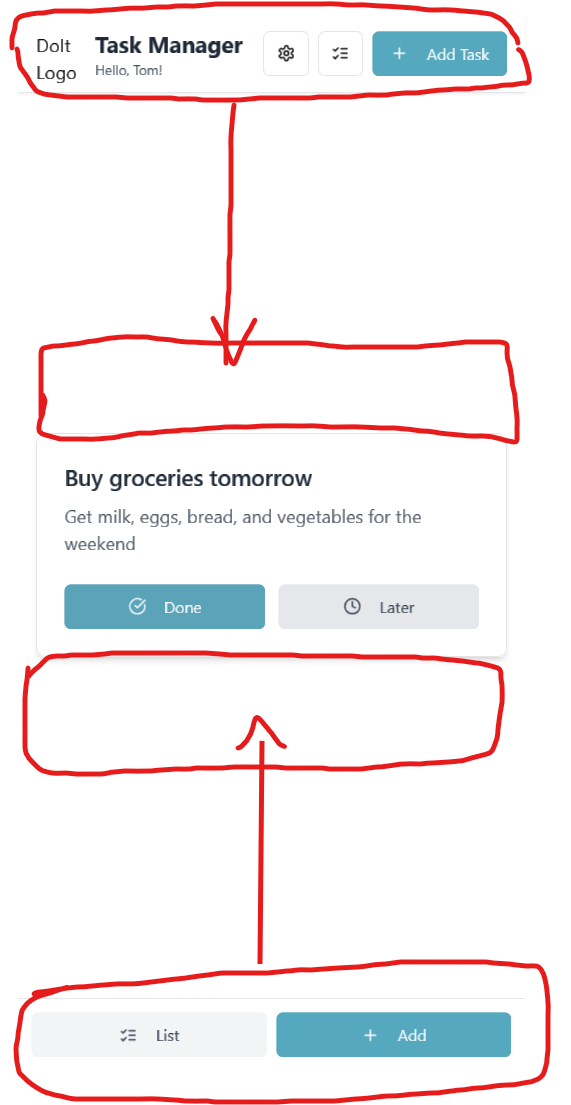 DoIt
Logo
Task Manager
Hello, Tom!
Add Task
Buy groceries tomorrow
Get milk, eggs, bread, and vegetables for the
weekend
Done
Later
List
Add